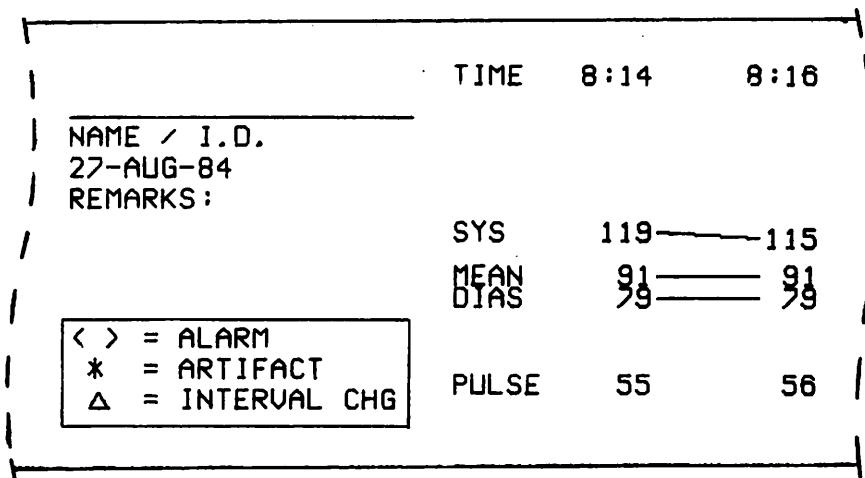 TIME 8:14 8:16
NAME / I.D.
27-AUG-84
REMARKS:
SYS 119 115
MEAN 91 91
DIAS 79 79
< > = ALARM
* = ARTIFACT
PULSE 55 56
△ = INTERVAL CHG